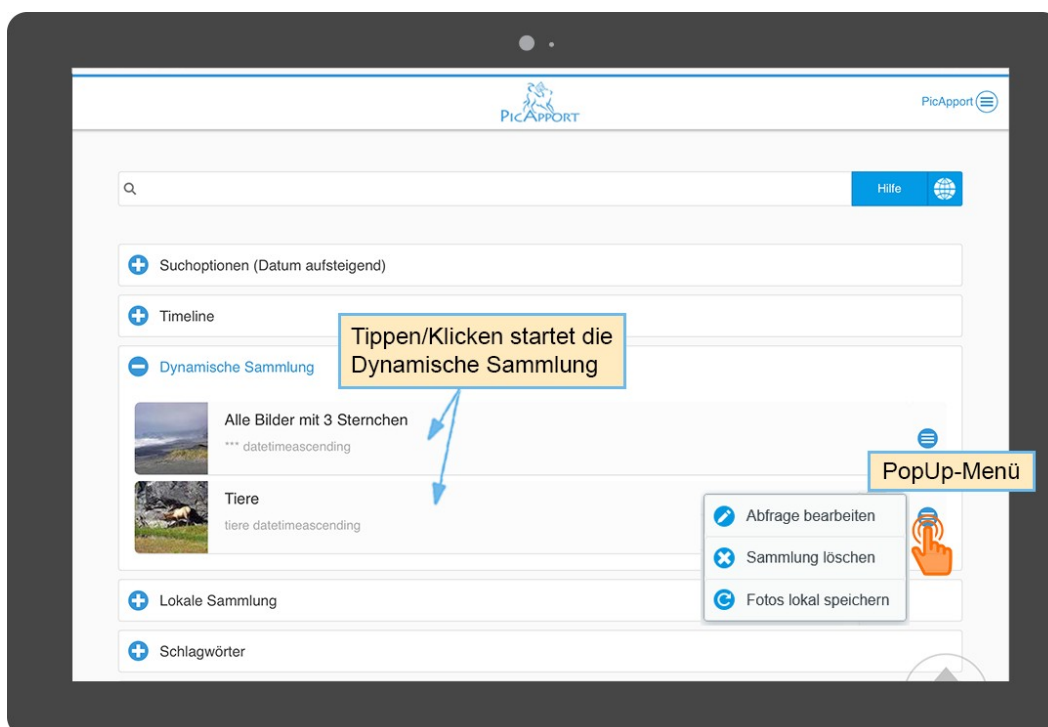 PicApport
PicApport
Hilfe
Suchoptionen (Datum aufsteigend)
Timeline
Tippen/Klicken startet die
Dynamische Sammlung
Dynamische Sammlung
Alle Bilder mit 3 Sternchen
*** datetimeascending
PopUp-Menü
Tiere
tiere datetimeascending
Abfrage bearbeiten
Sammlung löschen
Fotos lokal speichern
Lokale Sammlung
Schlagwörter